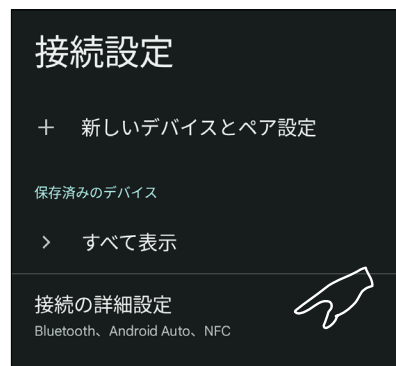 接続設定
+ 新しいデバイスとペア設定
保存済みのデバイス
すべて表示
接続の詳細設定
Bluetooth、Android Auto、NFC